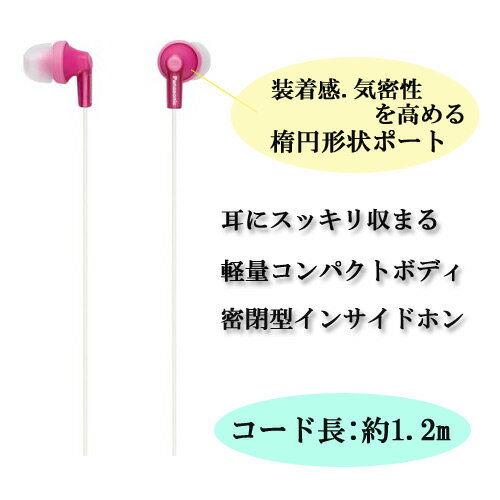 Panasonic
装着感.気密性
を高める
楕円形状ポート
耳にスッキリ収まる
軽量コンパクトボディ
密閉型インサイドホン
コード長:約1.2m